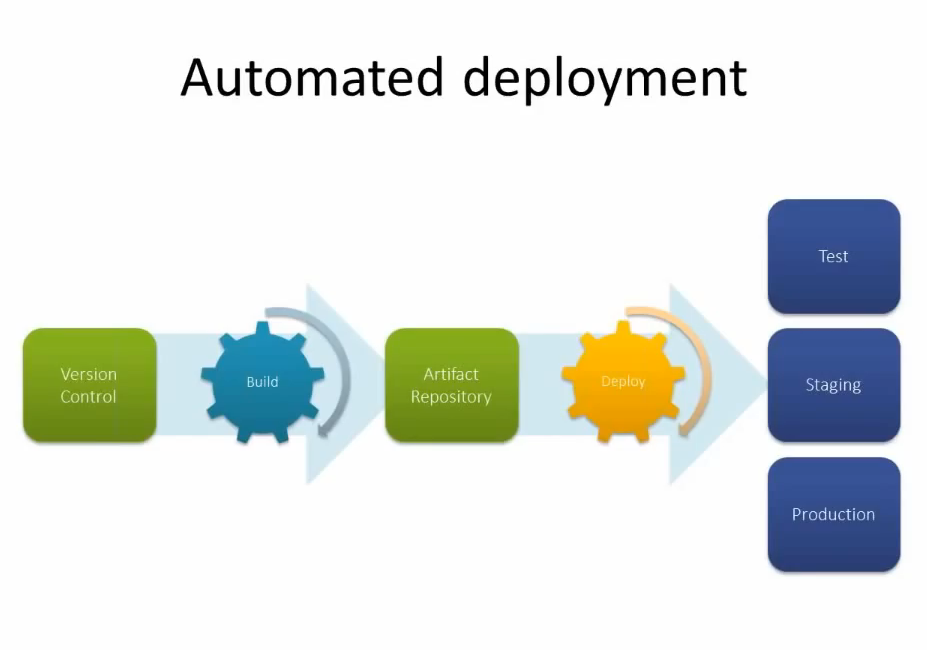 Automated deployment
Test
Version
Control
Build
Artifact
Repository
Deploy
Staging
Production